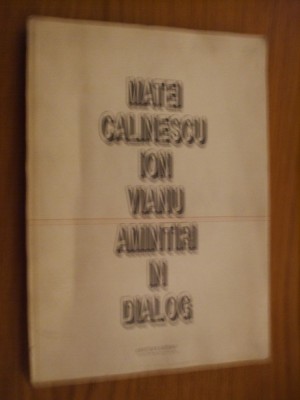 MATEI
CALINESCU
ION
VIANU
AMINTIRI
IN
DIALOG